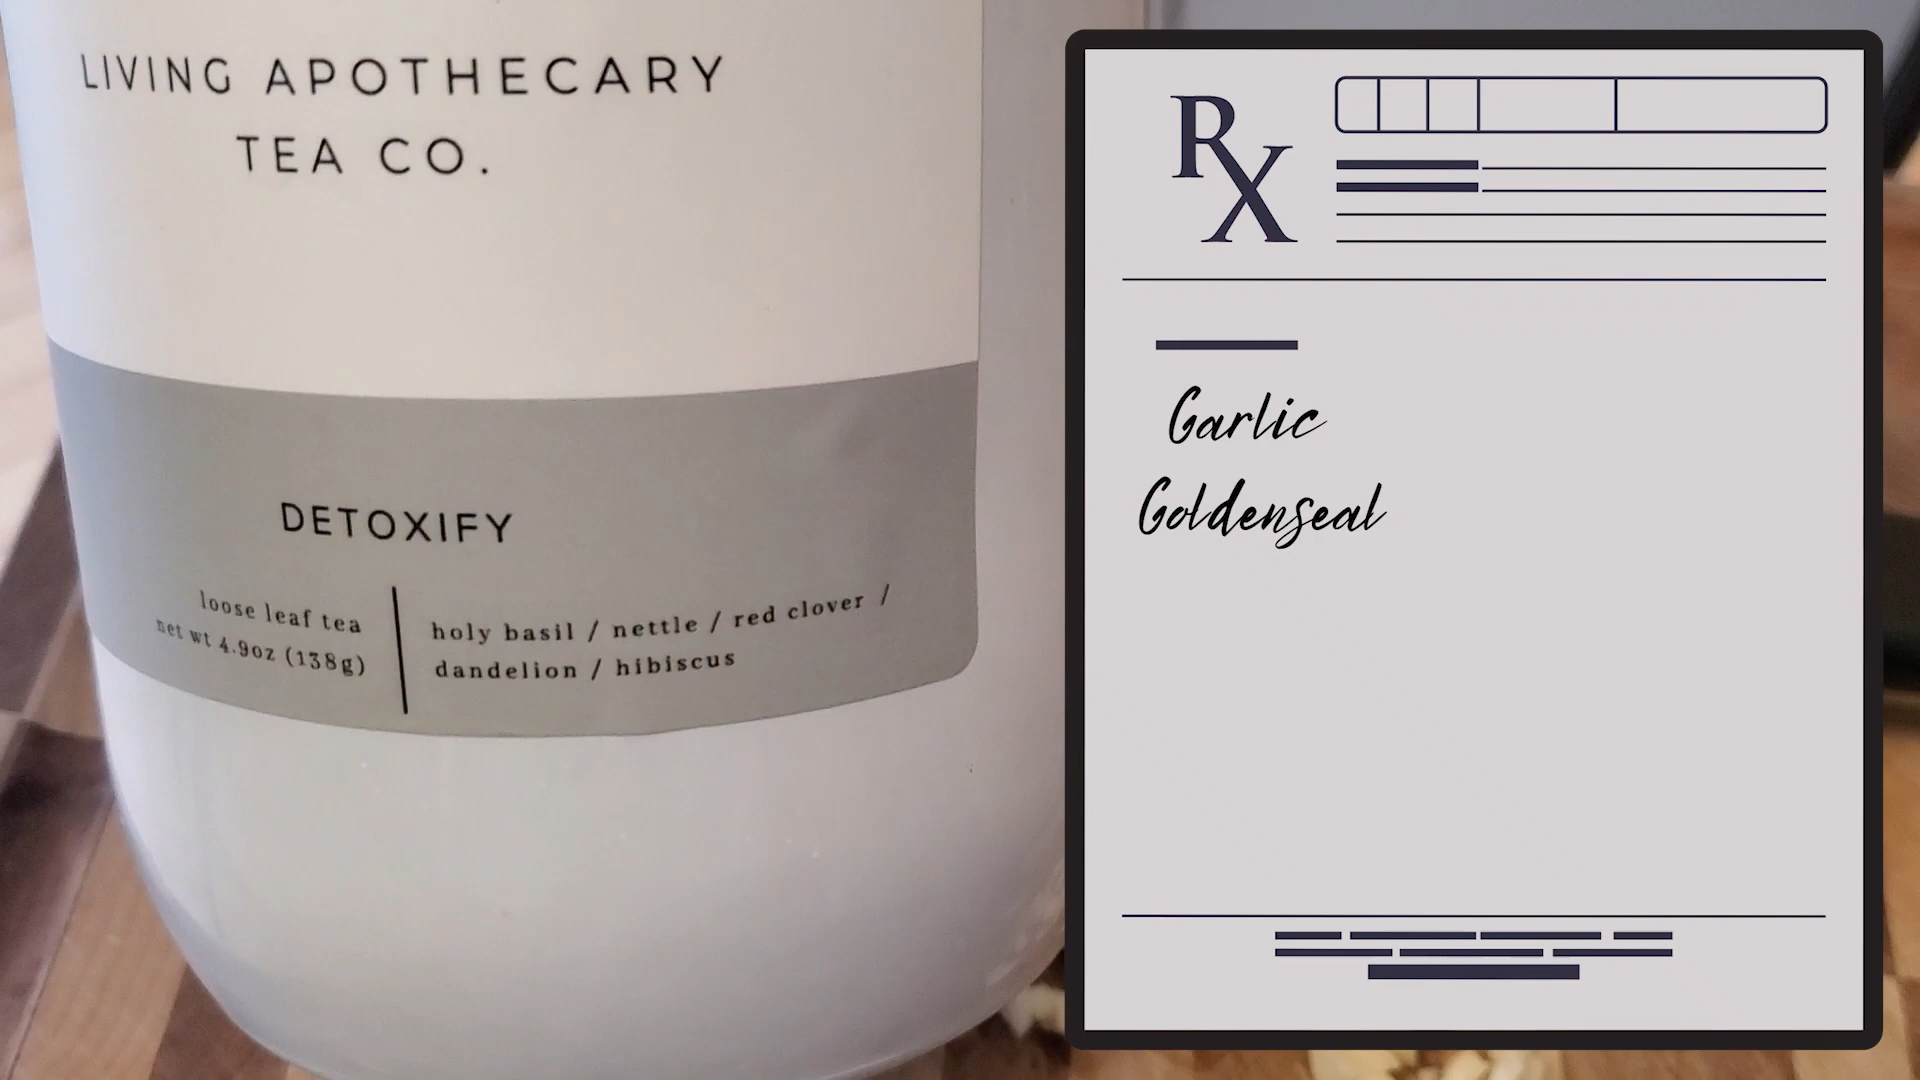 LIVING APOTHECARY
TEA CO.
DETOXIFY
loose leaf tea
net wt 4.9oz (138g)
holy basil / nettle / red clover /
dandelion / hibiscus
RX
Garlic
Goldenseal